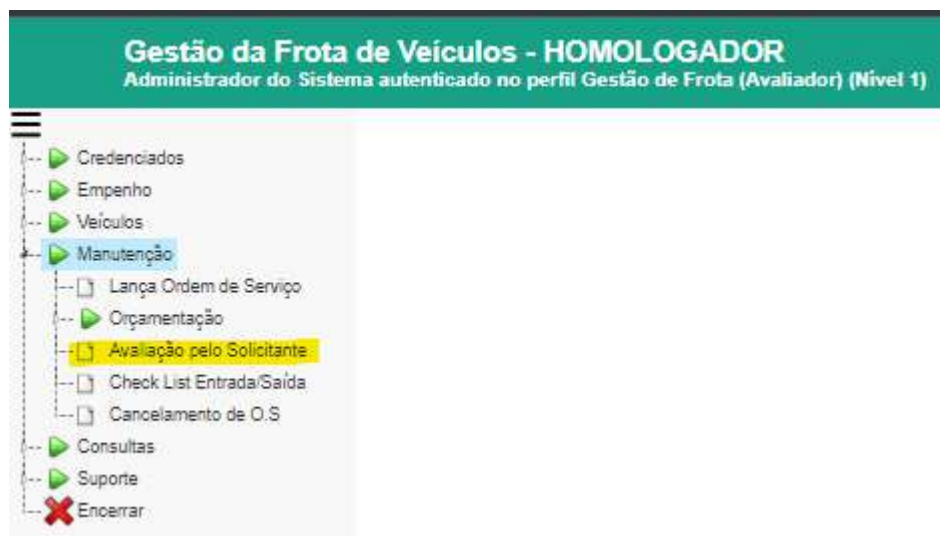 Gestão da Frota de Veículos - HOMOLOGADOR
Administrador do Sistema autenticado no perfil Gestão de Frota (Avaliador) (Nível 1)
Credenciados
Empenho
Veículos
Manutenção
Lança Ordem de Serviço
Orçamentação
Avaliação pelo Solicitante
Check List Entrada/Saída
Cancelamento de O.S
Consultas
Suporte
Encerrar